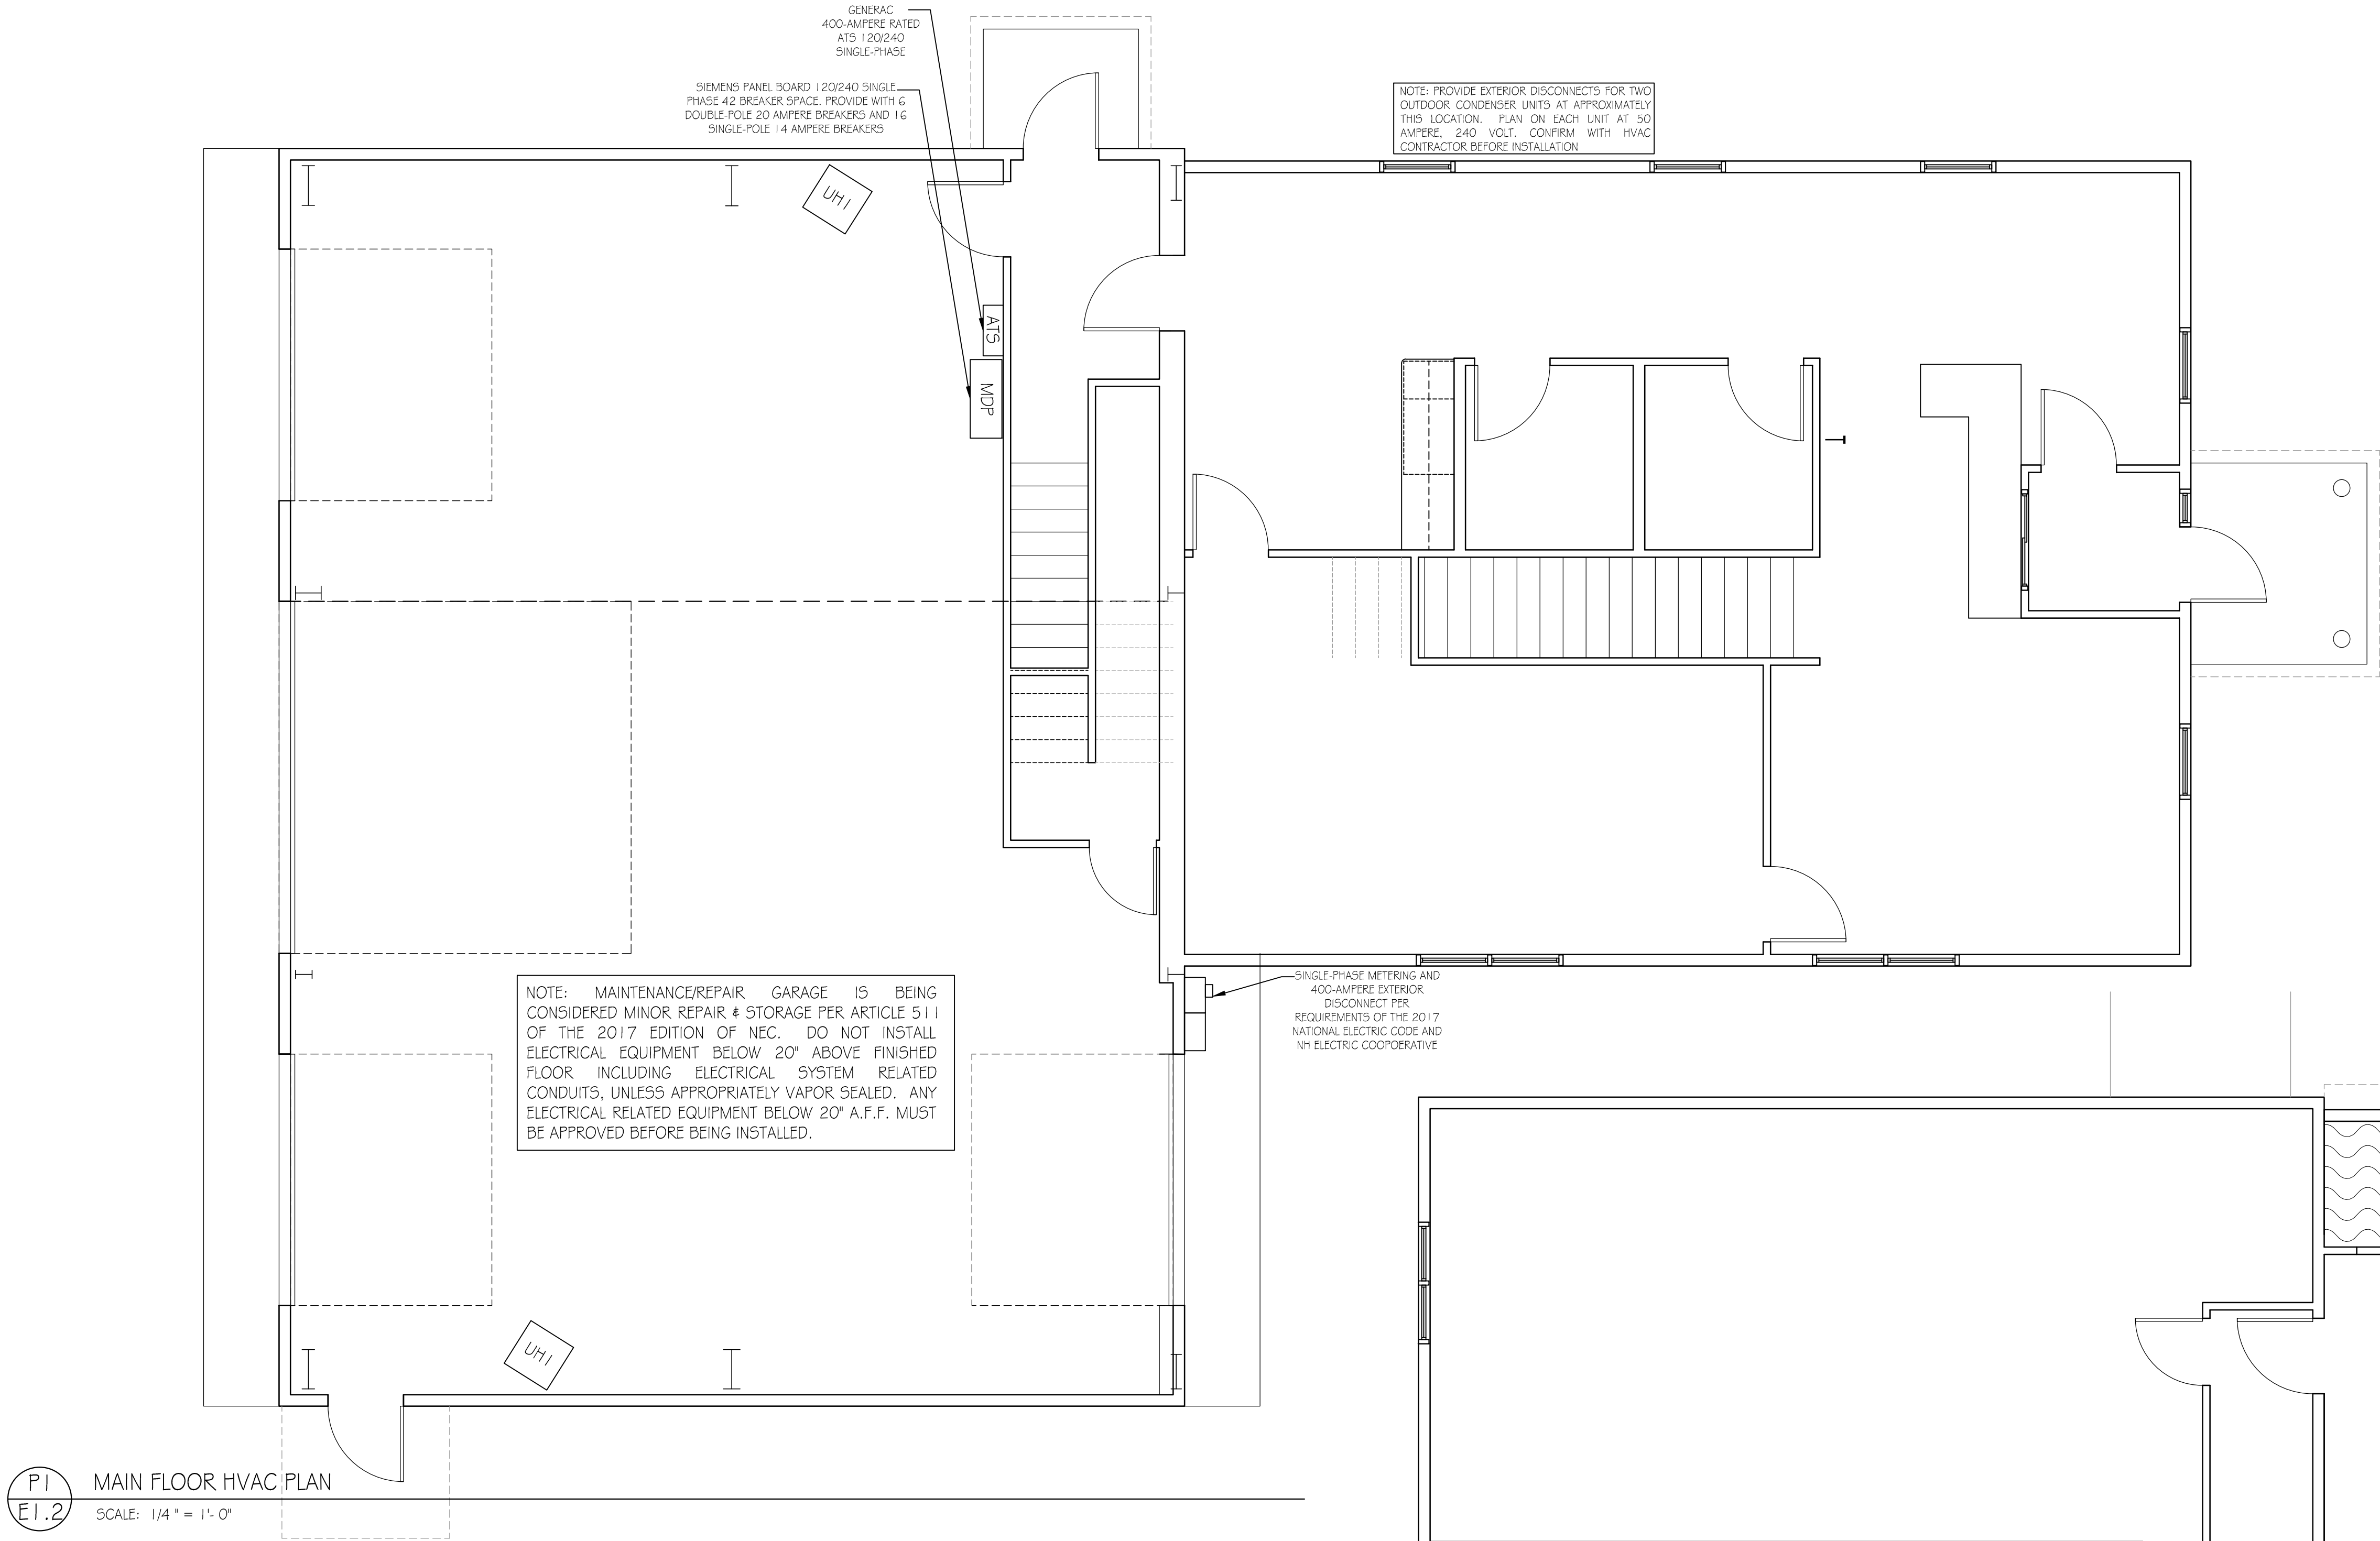 GENERAC
400-AMPERE RATED
ATS 120/240
SINGLE-PHASE
SIEMENS PANEL BOARD 120/240 SINGLE
PHASE 42 BREAKER SPACE. PROVIDE WITH 6
DOUBLE-POLE 20 AMPERE BREAKERS AND 16
SINGLE-POLE 14 AMPERE BREAKERS
NOTE: PROVIDE EXTERIOR DISCONNECTS FOR TWO
OUTDOOR CONDENSER UNITS AT APPROXIMATELY
THIS LOCATION. PLAN ON EACH UNIT AT 50
AMPERE, 240 VOLT. CONFIRM WITH HVAC
CONTRACTOR BEFORE INSTALLATION
UH1
ATS
MDP
SINGLE-PHASE METERING AND
400-AMPERE EXTERIOR
DISCONNECT PER
REQUIREMENTS OF THE 2017
NATIONAL ELECTRIC CODE AND
NH ELECTRIC COOPOERATIVE
NOTE: MAINTENANCE/REPAIR GARAGE IS BEING
CONSIDERED MINOR REPAIR & STORAGE PER ARTICLE 511
OF THE 2017 EDITION OF NEC. DO NOT INSTALL
ELECTRICAL EQUIPMENT BELOW 20" ABOVE FINISHED
FLOOR INCLUDING ELECTRICAL SYSTEM RELATED
CONDUITS, UNLESS APPROPRIATELY VAPOR SEALED. ANY
ELECTRICAL RELATED EQUIPMENT BELOW 20" A.F.F. MUST
BE APPROVED BEFORE BEING INSTALLED.
UH1
P1
E1.2
MAIN FLOOR HVAC PLAN
SCALE: 1/4 " = 1'- 0"